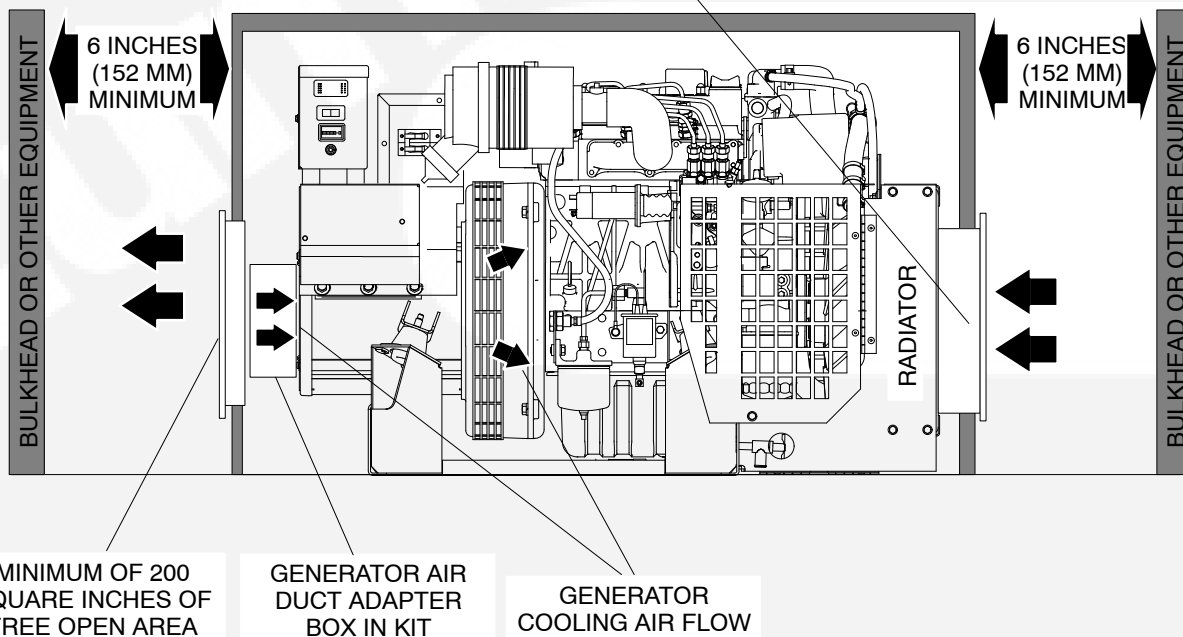 BULKHEAD OR OTHER EQUIPMENT
6 INCHES
(152 MM)
MINIMUM
6 INCHES
(152 MM)
MINIMUM
BULKHEAD OR OTHER EQUIPMENT
RADIATOR
MINIMUM OF 200
SQUARE INCHES OF
FREE OPEN AREA
GENERATOR AIR
DUCT ADAPTER
BOX IN KIT
GENERATOR
COOLING AIR FLOW